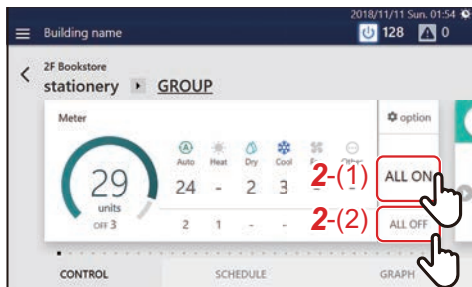 2018/11/11 Sun. 01:54
Building name
128
0
2F Bookstore
stationery
GROUP
Meter
option
Auto Heat Dry Cool
29
24 - 2 3
units
OFF 3
2 1 - -
2-(1)
ALL ON
2-(2)
ALL OFF
CONTROL
SCHEDULE
GRAPH